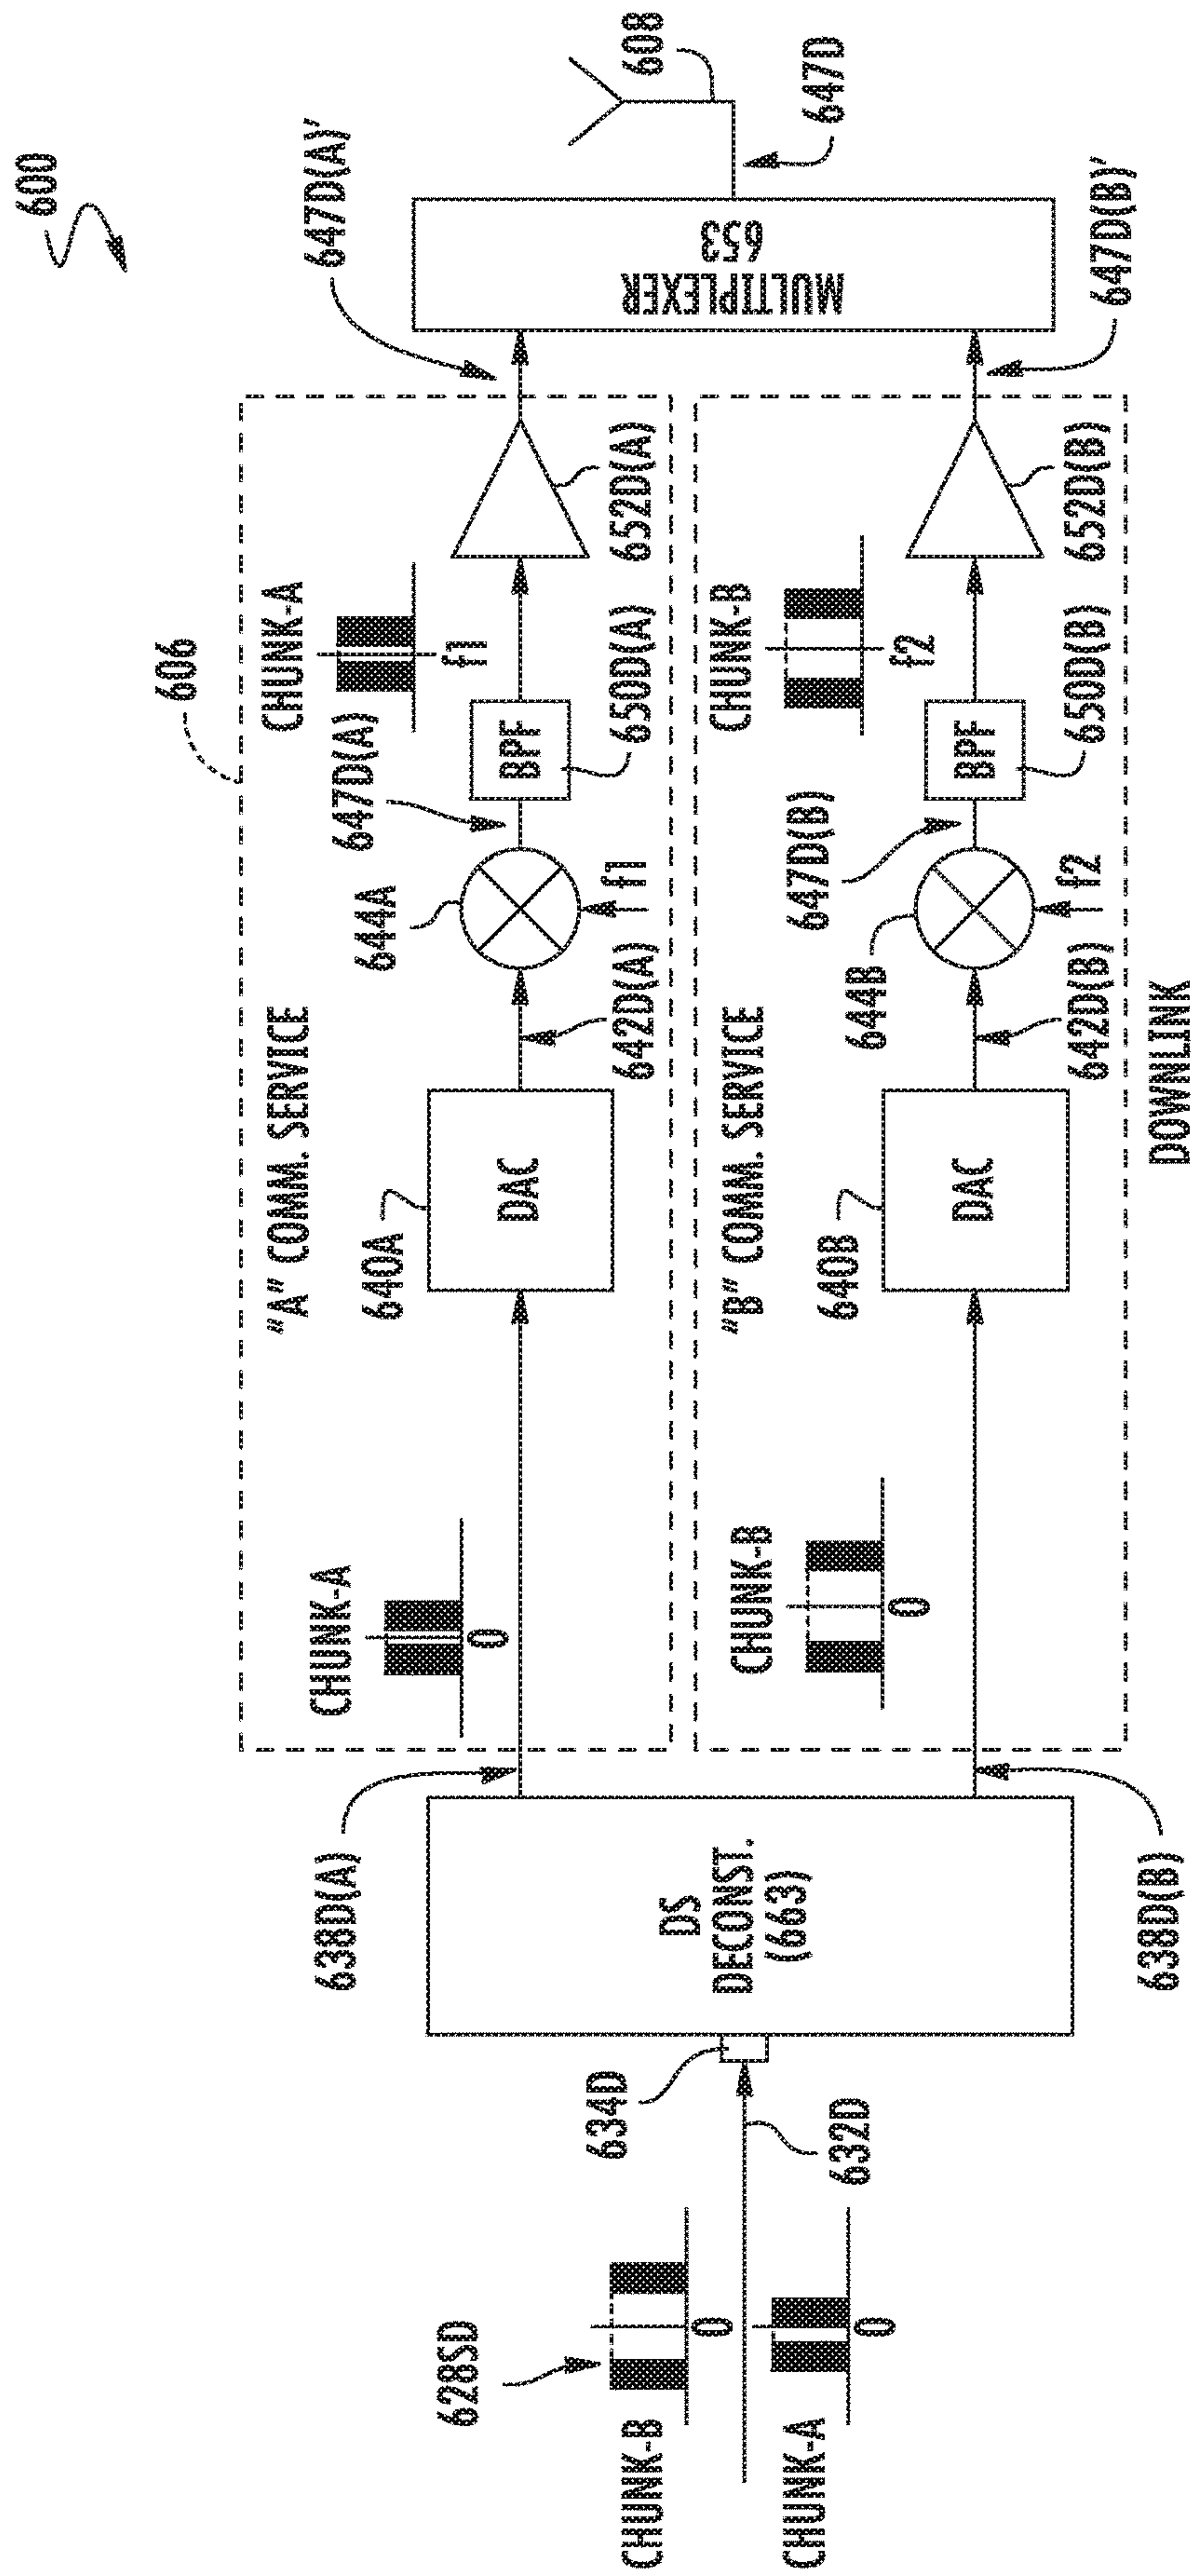 600
606
"A" COMM. SERVICE
CHUNK-A
0
638D(A)
640A
DAC
642D(A)
644A
f1
647D(A)
BPF
650D(A)
CHUNK-A
f1
652D(A)
647D(A)'
628SD
CHUNK-B
0
CHUNK-A
0
632D
634D
DS
DECONST.
(663)
MULTIPLEXER
653
608
647D
"B" COMM. SERVICE
CHUNK-B
0
638D(B)
640B
DAC
642D(B)
644B
f2
647D(B)
BPF
650D(B)
CHUNK-B
f2
652D(B)
647D(B)'
DOWNLINK